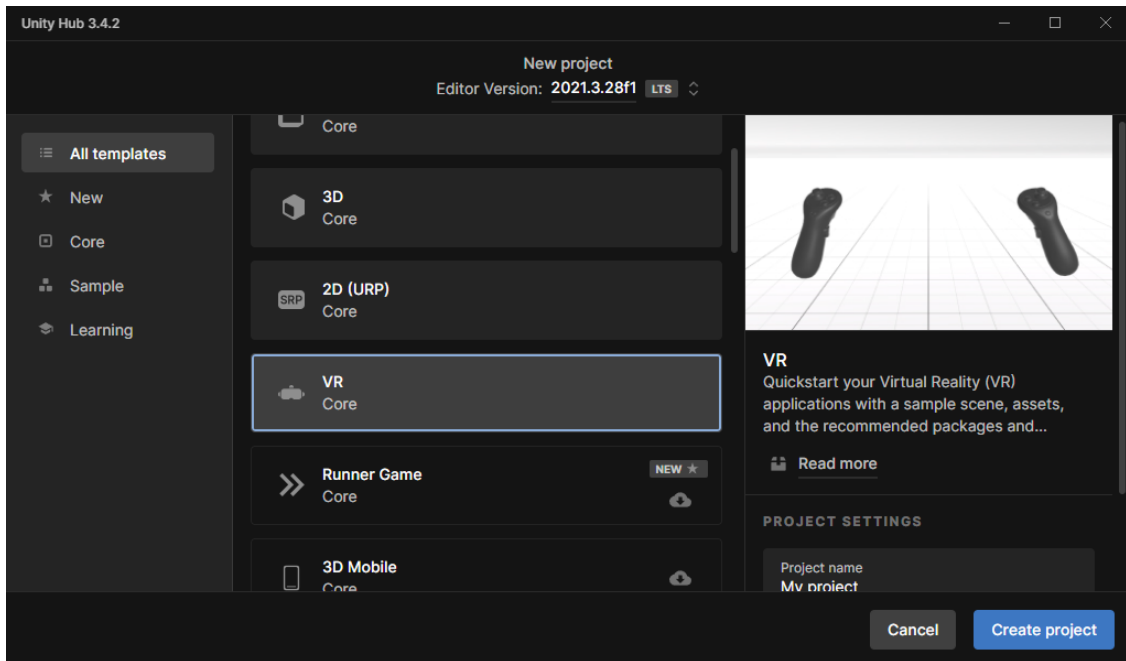 Unity Hub 3.4.2
New project
Editor Version: 2021.3.28f1 LTS
All templates
New
Core
Sample
Learning
Core
3D
Core
SRP
2D (URP)
Core
VR
Core
Runner Game
Core
NEW
3D Mobile
Core
VR
Quickstart your Virtual Reality (VR)
applications with a sample scene, assets,
and the recommended packages and...
Read more
PROJECT SETTINGS
Project name
My project
Cancel
Create project